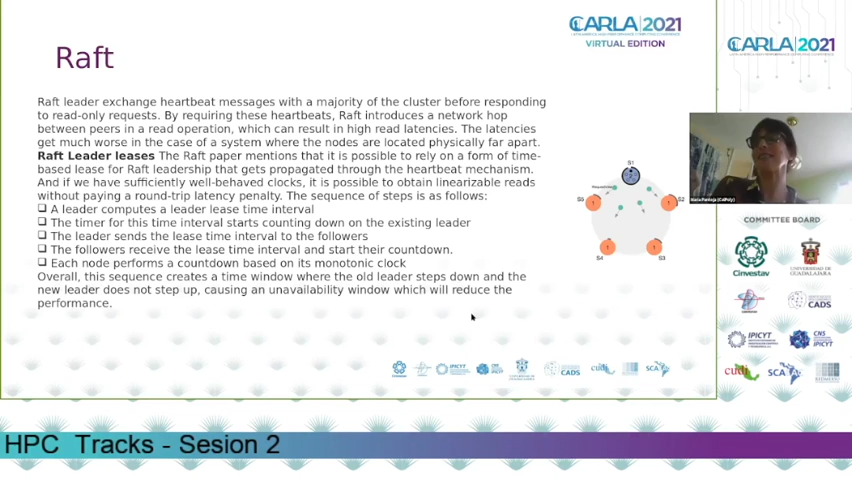 CARLA 2021
VIRTUAL EDITION
Raft
Raft leader exchange heartbeat messages with a majority of the cluster before responding
to read-only requests. By requiring these heartbeats, Raft introduces a network hop
between peers in a read operation, which can result in high read latencies. The latencies
get much worse in the case of a system where the nodes are located physically far apart.
Raft Leader leases The Raft paper mentions that it is possible to rely on a form of time-
based lease for Raft leadership that gets propagated through the heartbeat mechanism.
And if we have sufficiently well-behaved clocks, it is possible to obtain linearizable reads
without paying a round-trip latency penalty. The sequence of steps is as follows:
❑ A leader computes a leader lease time interval
❑ The timer for this time interval starts counting down on the existing leader
❑ The leader sends the lease time interval to the followers
❑ The followers receive the lease time interval and start their countdown.
❑ Each node performs a countdown based on its monotonic clock
Overall, this sequence creates a time window where the old leader steps down and the
new leader does not step up, causing an unavailability window which will reduce the
performance.
S1
S5
S2
1
1
1
1
S4
S3
CADS
cudi
SCA
CARLA 2021
COMMITTEE BOARD
Cinvestav
UNIVERSIDAD DE
GUADALAJARA
CADS
IPICYT
CNS
IPICYT
cudi
SCA
REDMEXSU
HPC Tracks - Sesion 2